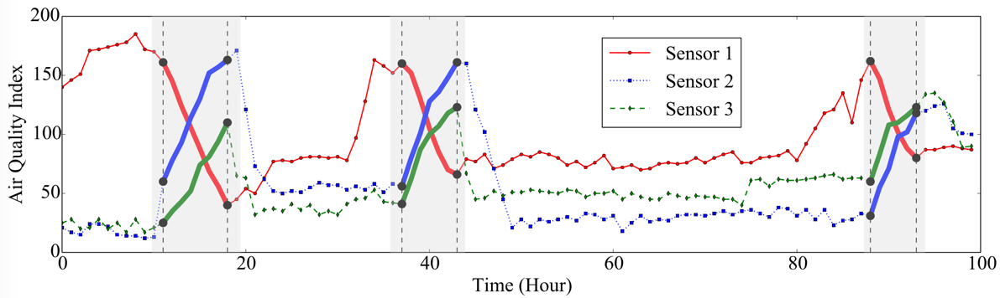 Air Quality Index
200
150
100
50
0
Sensor 1
Sensor 2
Sensor 3
0 20 40 60 80 100
Time (Hour)